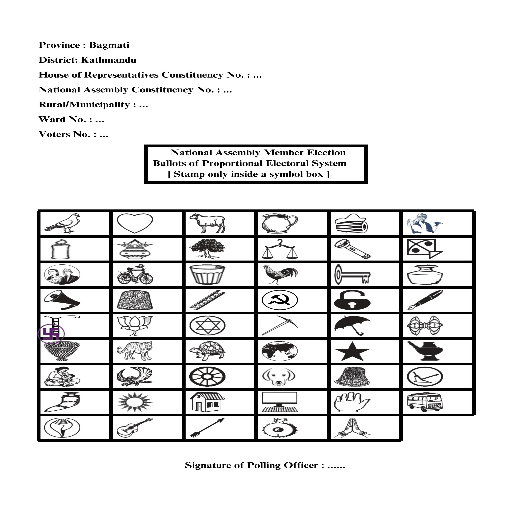 Province : Bagmati
District: Kathmandu
House of Representatives Constituency No. : ...
National Assembly Constituency No. : ...
Rural/Municipality : ...
Ward No. : ...
Voters No. : ...
National Assembly Member Election
Ballots of Proportional Electoral System
[ Stamp only inside a symbol box ]
Signature of Polling Officer : ......